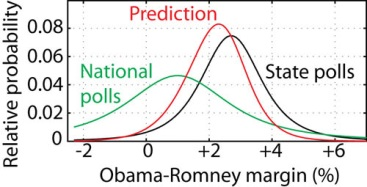 Prediction
Relative probability
0.08
0.06
0.04
0.02
0
National
polls
State polls
-2
0
+2
+4
+6
Obama-Romney margin (%)